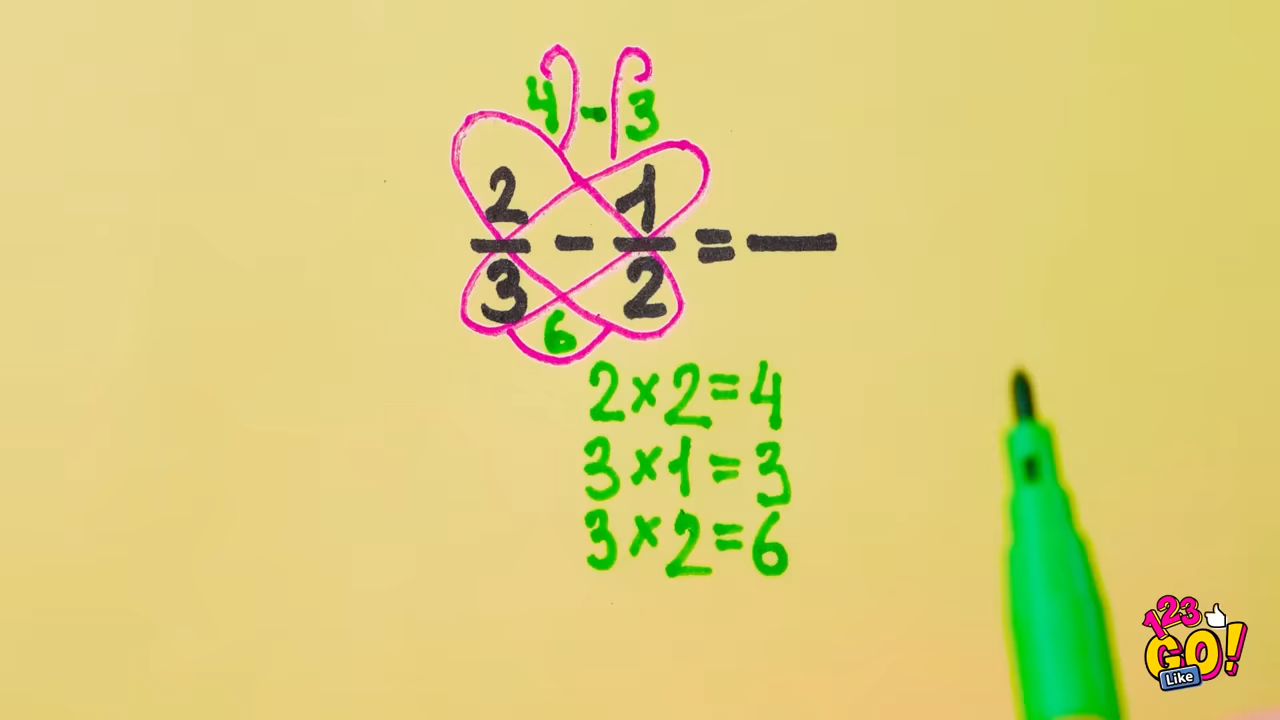 4 - 3
2/3 - 1/2 =
6
2×2=4
3×1=3
3×2=6
123
GO!
Like